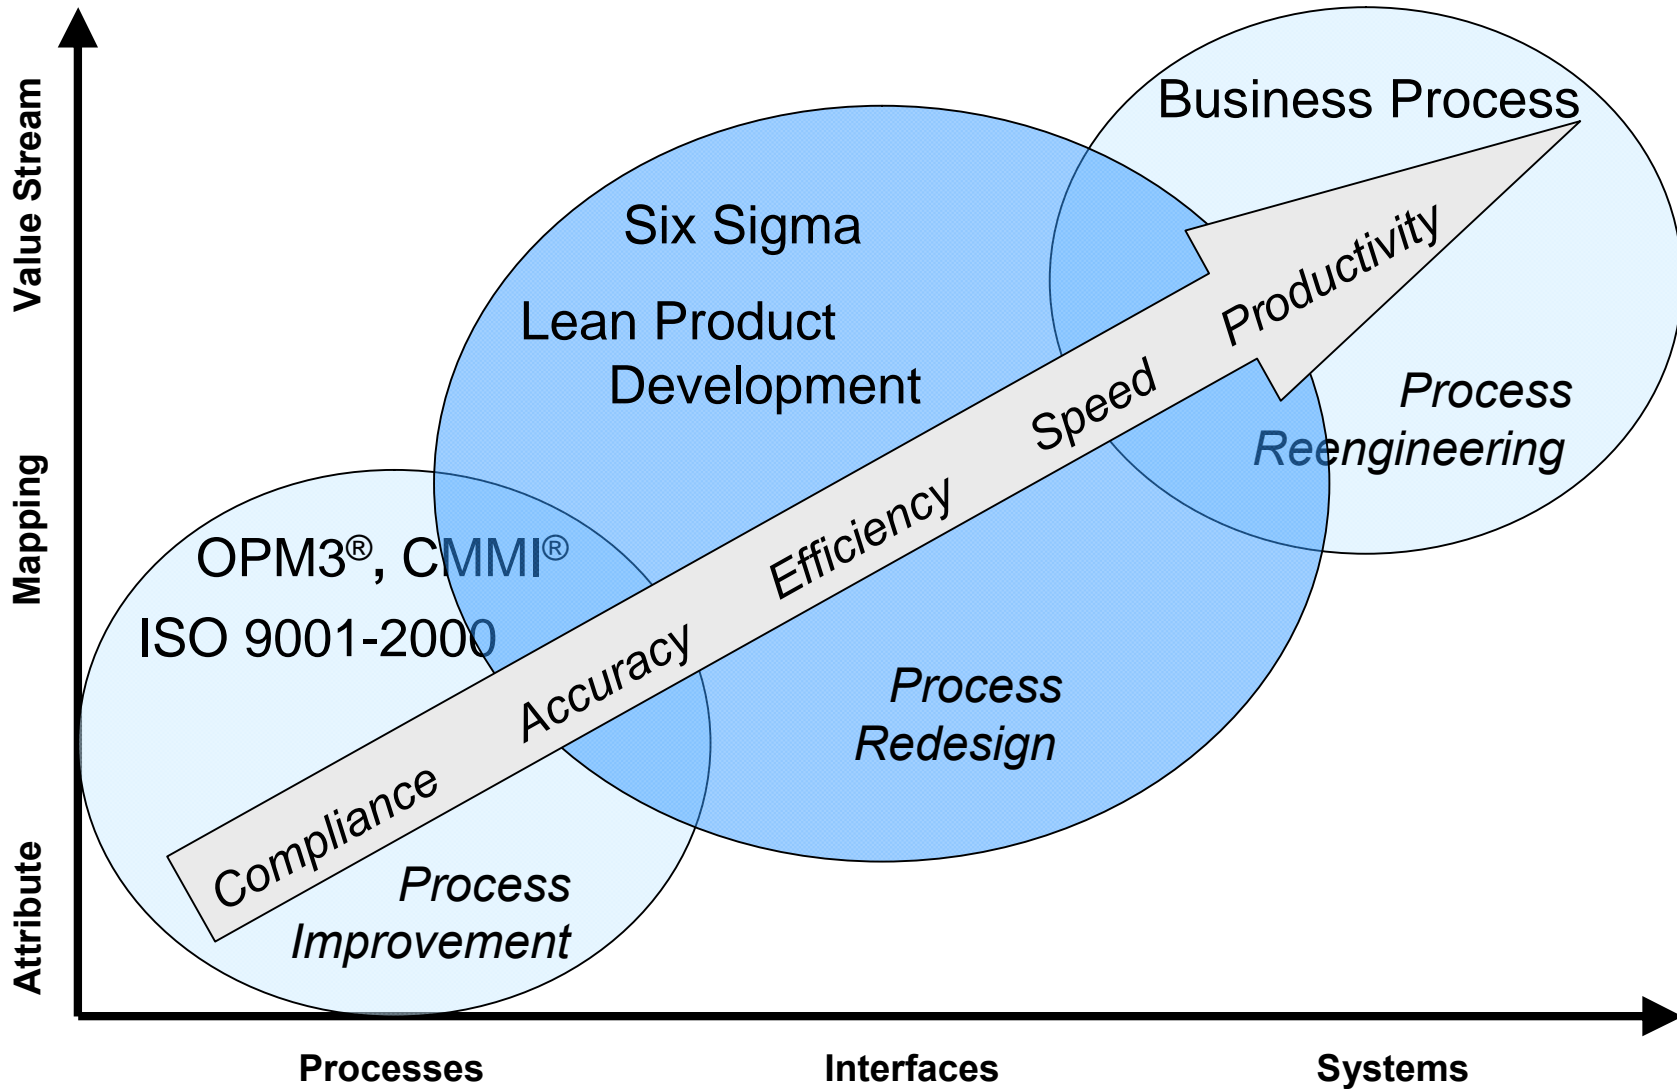 Value Stream
Mapping
Attribute
Business Process
Six Sigma
Lean Product
Development
OPM3®, CMMI®
ISO 9001-2000
Compliance
Accuracy
Efficiency
Speed
Productivity
Process
Reengineering
Process
Redesign
Process
Improvement
Processes
Interfaces
Systems